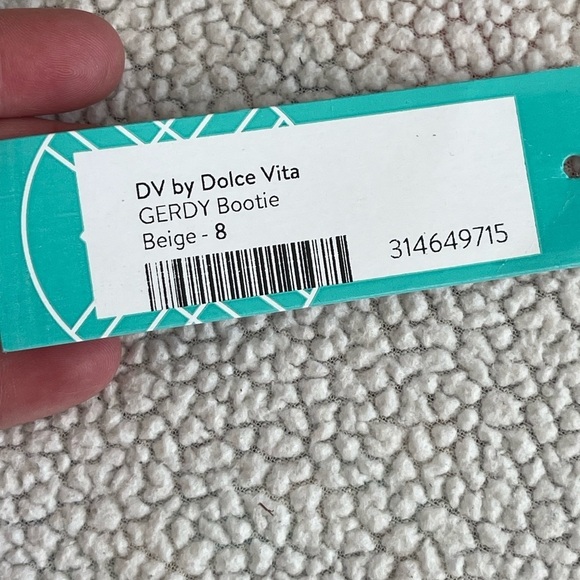 DV by Dolce Vita
GERDY Bootie
Beige - 8
314649715